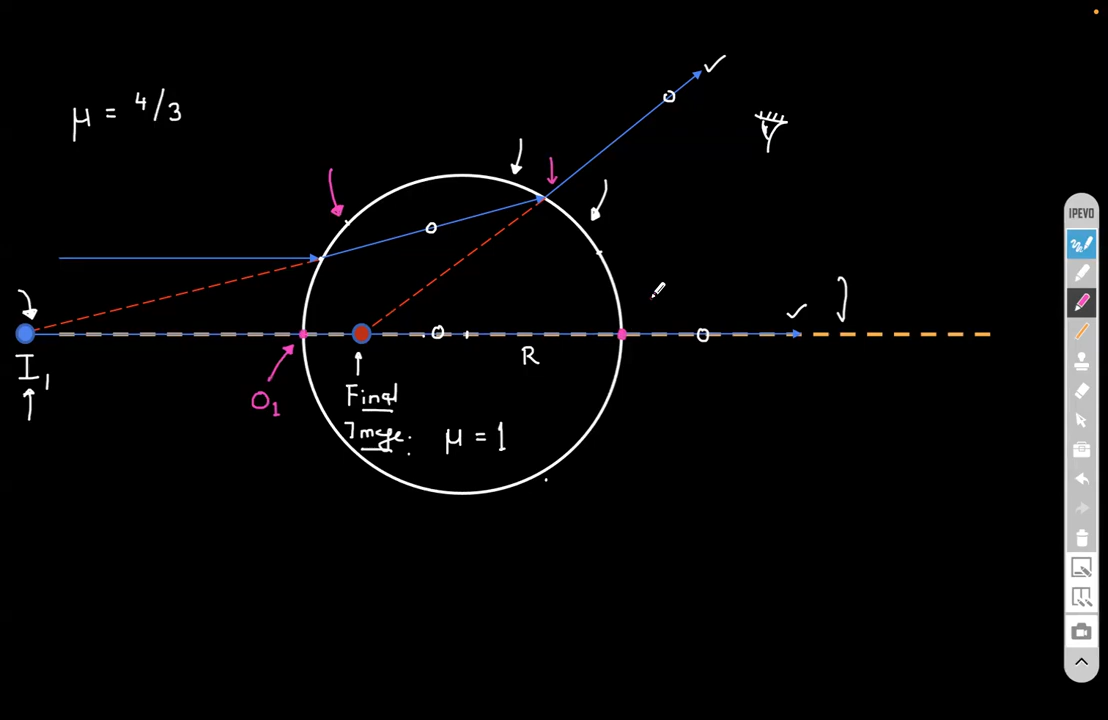 μ = 4/3
IPEVO
R
I₁
O₁
Final
Image:
μ = 1